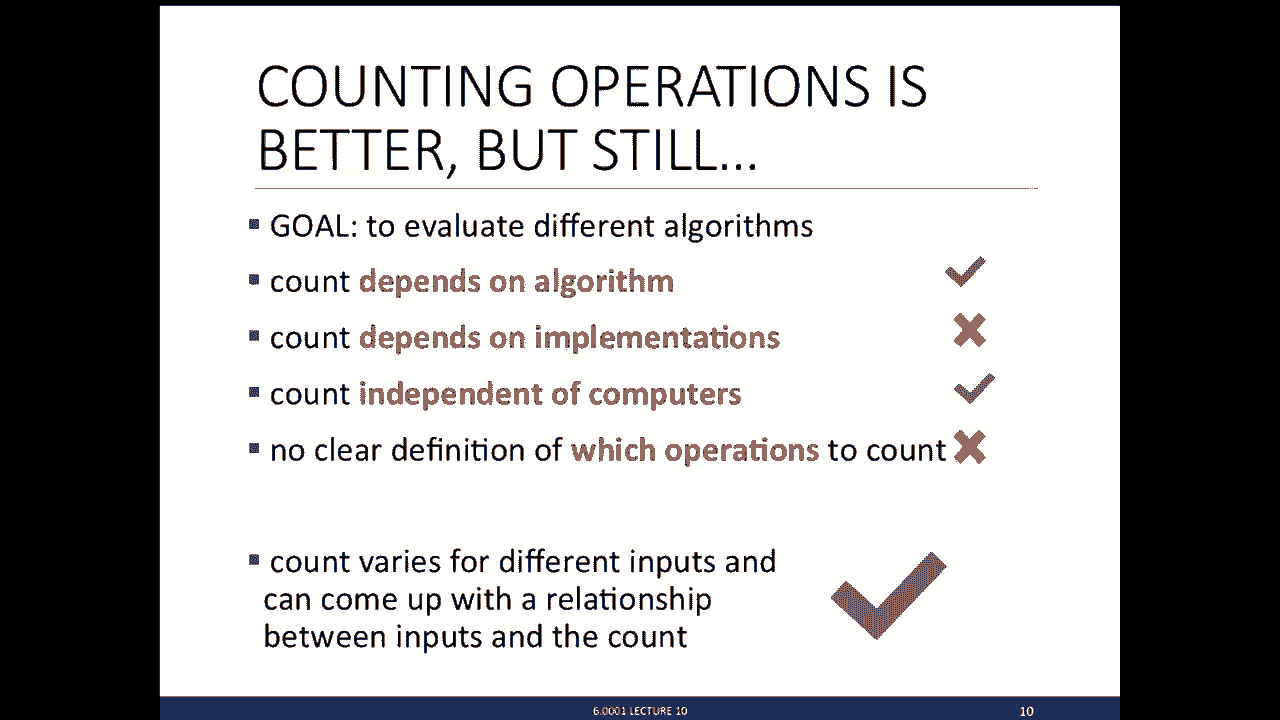 COUNTING OPERATIONS IS
BETTER, BUT STILL...
▪ GOAL: to evaluate different algorithms
▪ count depends on algorithm
▪ count depends on implementations
▪ count independent of computers
▪ no clear definition of which operations to count
▪ count varies for different inputs and
can come up with a relationship
between inputs and the count
6.0001 LECTURE 10
10